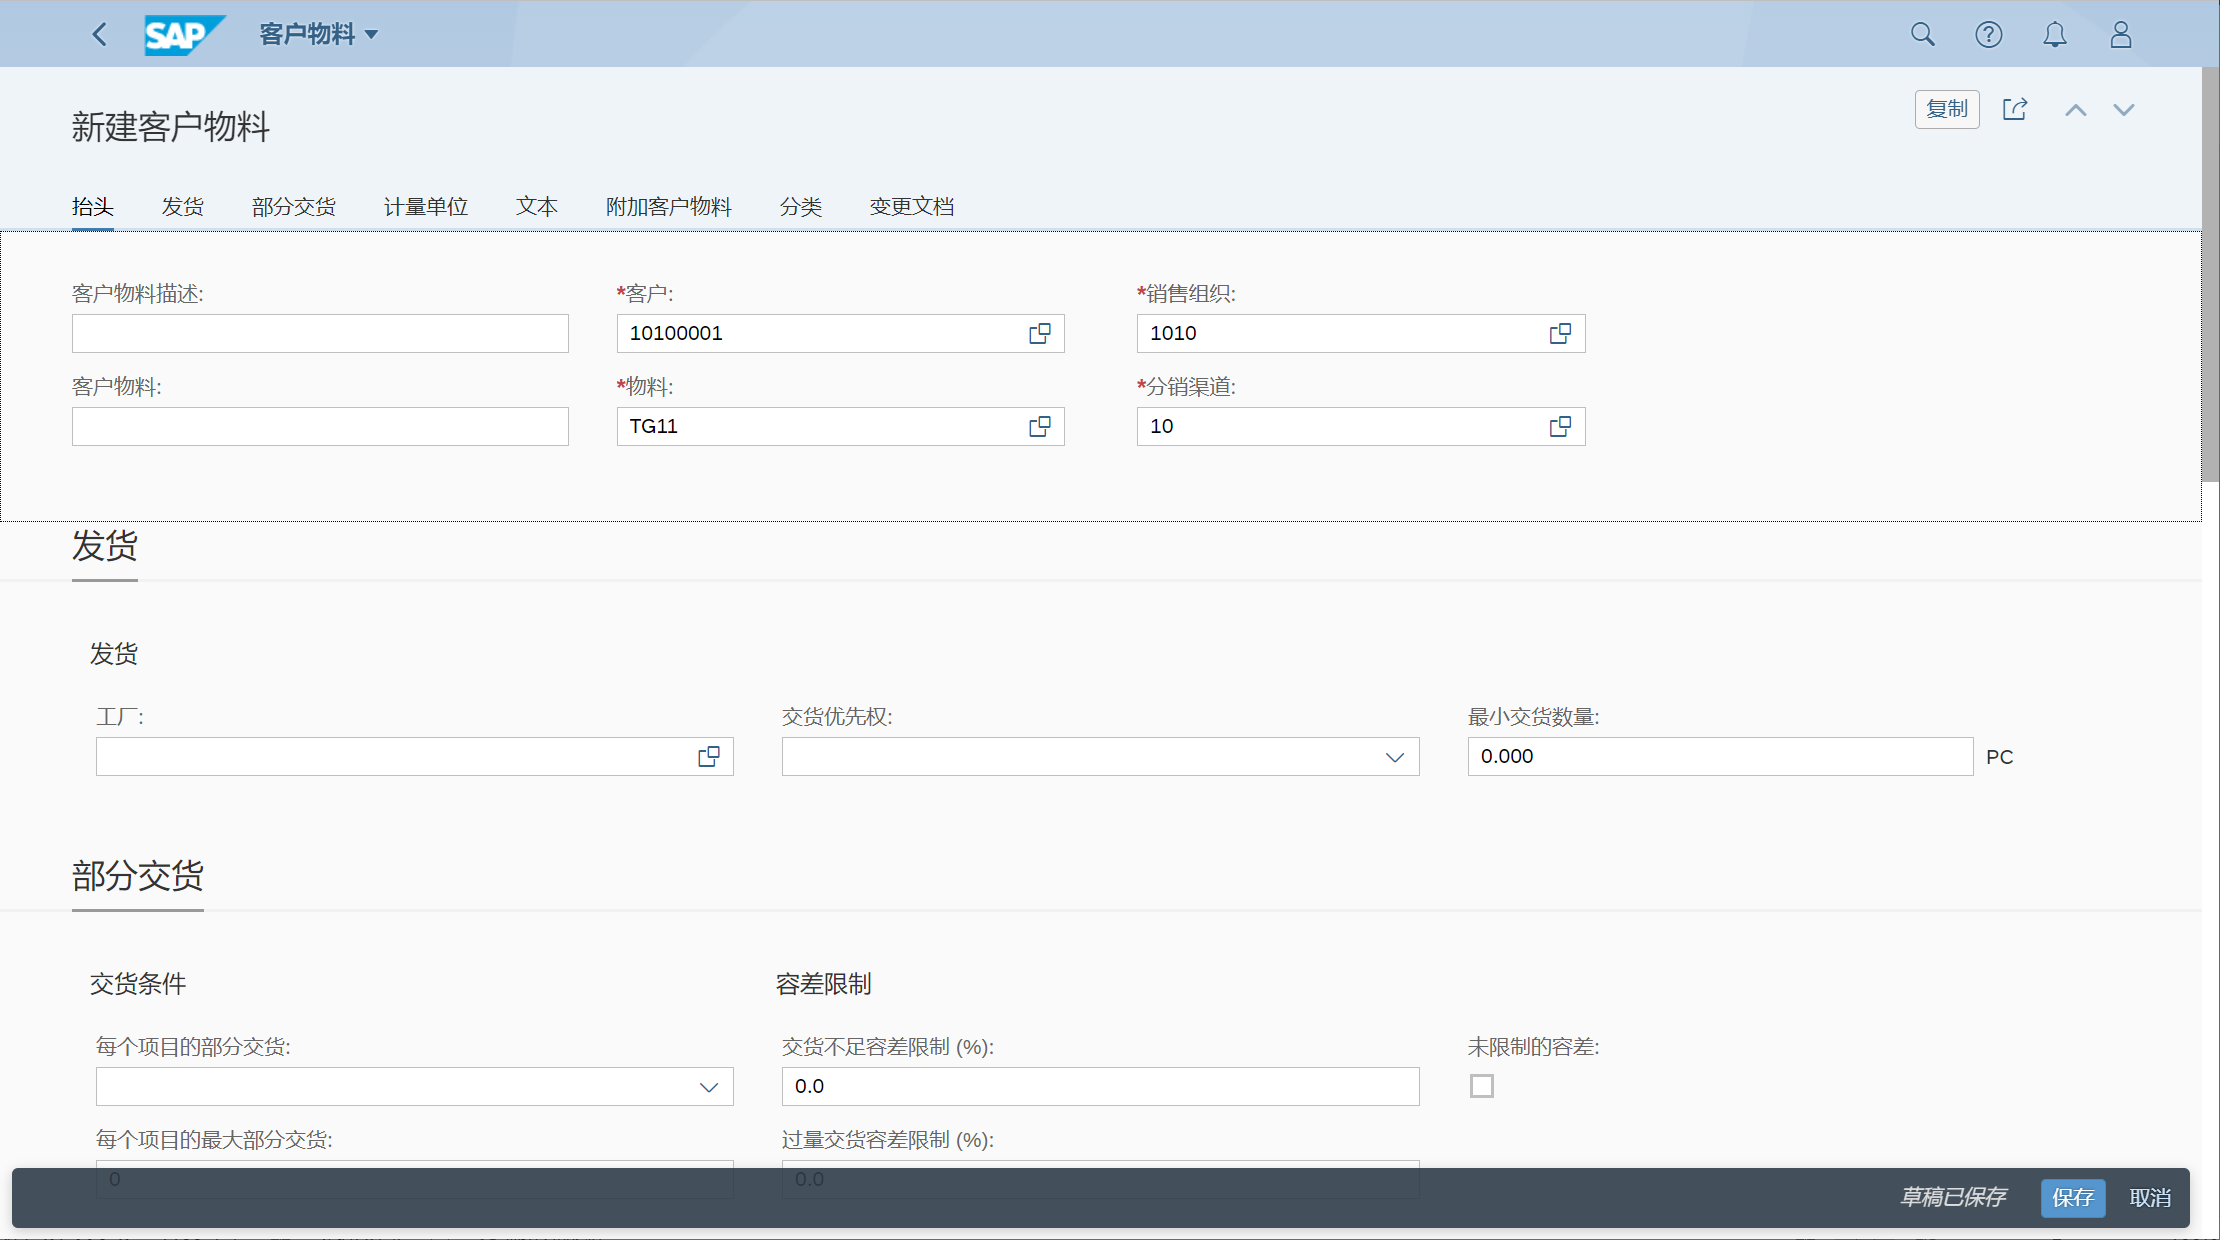 SAP 客户物料
新建客户物料
复制
抬头 发货 部分交货 计量单位 文本 附加客户物料 分类 变更文档
客户物料描述: *客户: *销售组织:
10100001 1010
客户物料: *物料: *分销渠道:
TG11 10
发货
发货
工厂: 交货优先权: 最小交货数量:
0.000 PC
部分交货
交货条件 容差限制
每个项目的部分交货: 交货不足容差限制 (%): 未限制的容差:
0.0
每个项目的最大部分交货: 过量交货容差限制 (%):
0 0.0
草稿已保存 保存 取消